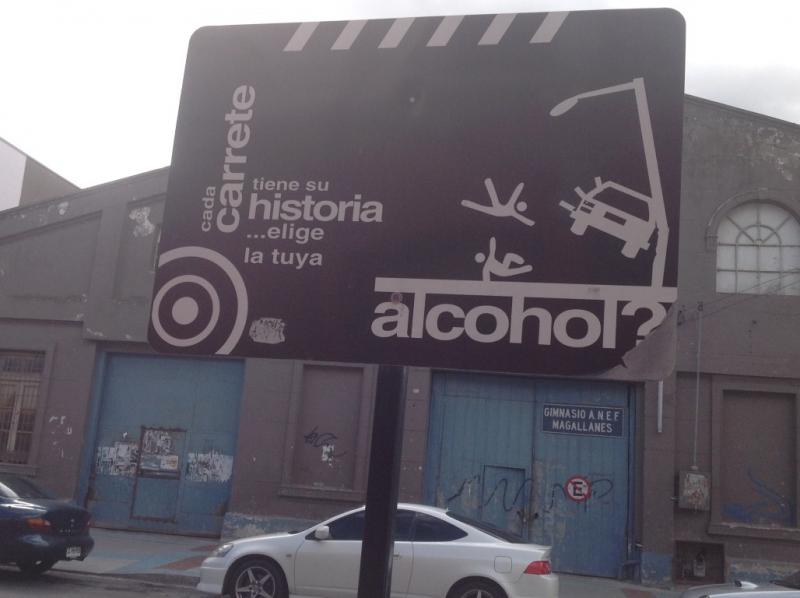 cada
carrete
tiene su
historia
...elige
la tuya
alcohol?
GIMNASIO A.N.E.F
MAGALLANES
E